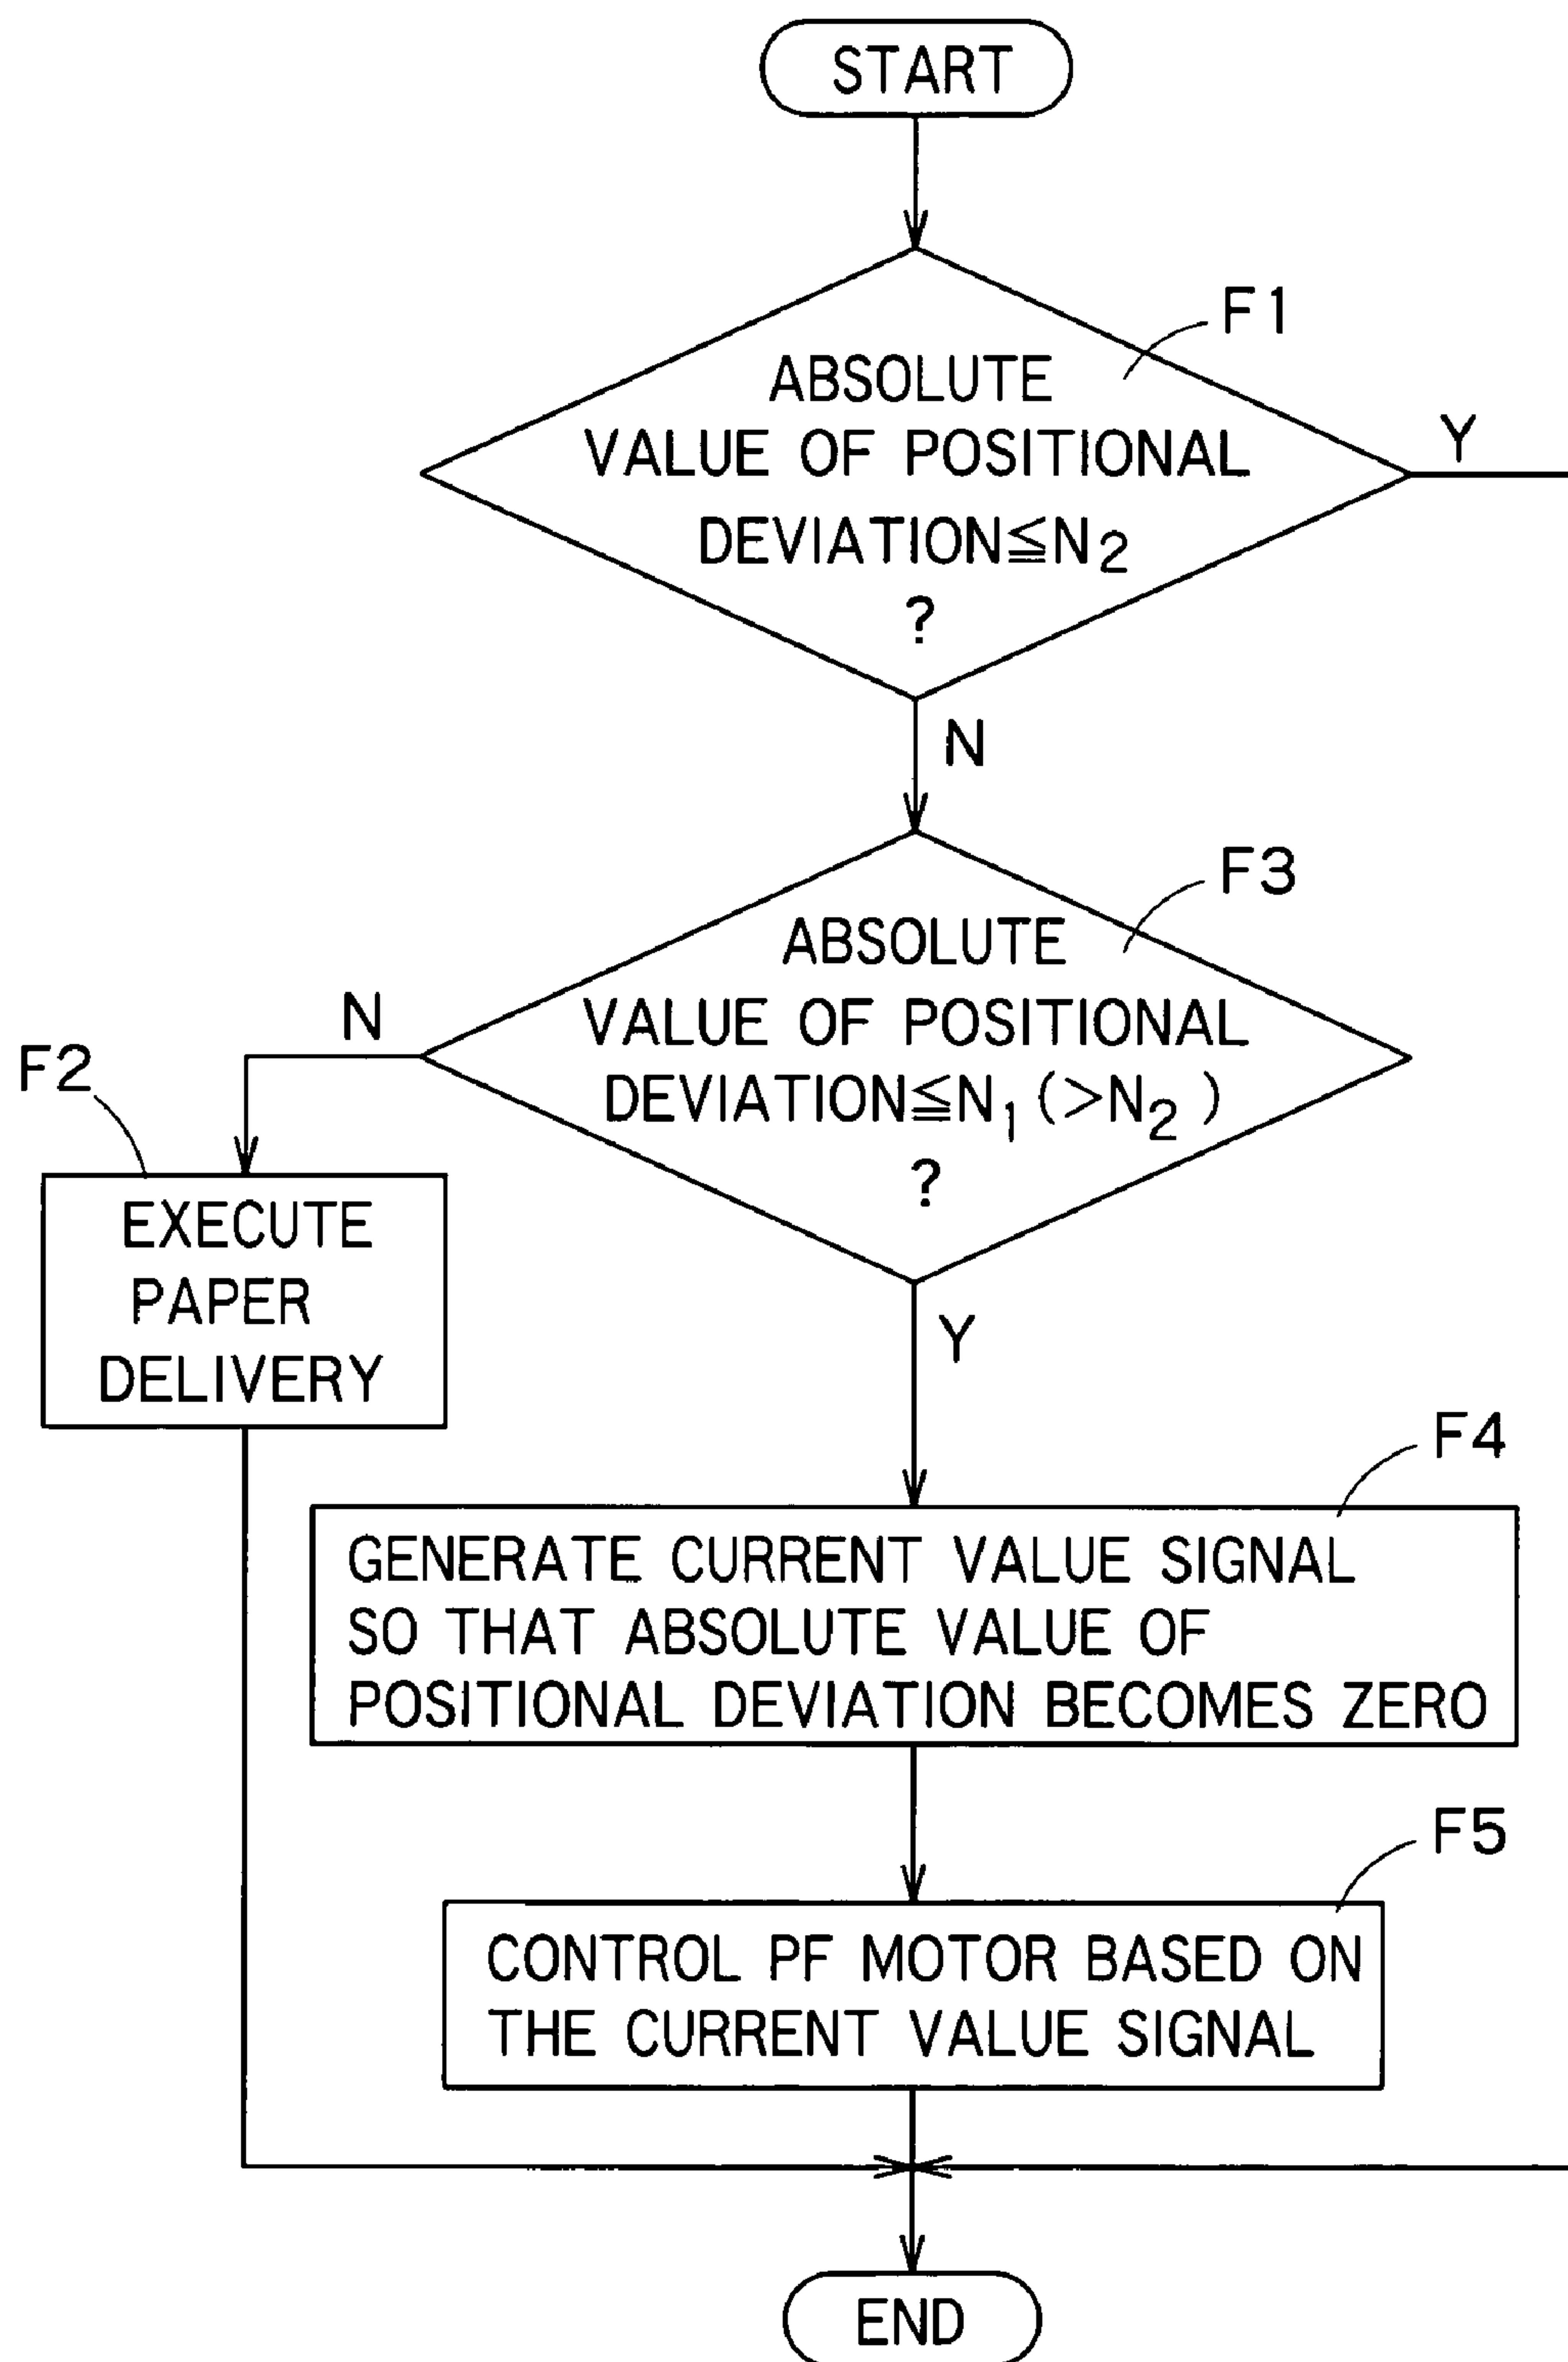 START
F1
ABSOLUTE
VALUE OF POSITIONAL
DEVIATION≦N2
?
Y
N
F3
ABSOLUTE
VALUE OF POSITIONAL
DEVIATION≦N1 (>N2 )
?
N
F2
EXECUTE
PAPER
DELIVERY
Y
F4
GENERATE CURRENT VALUE SIGNAL
SO THAT ABSOLUTE VALUE OF
POSITIONAL DEVIATION BECOMES ZERO
F5
CONTROL PF MOTOR BASED ON
THE CURRENT VALUE SIGNAL
END